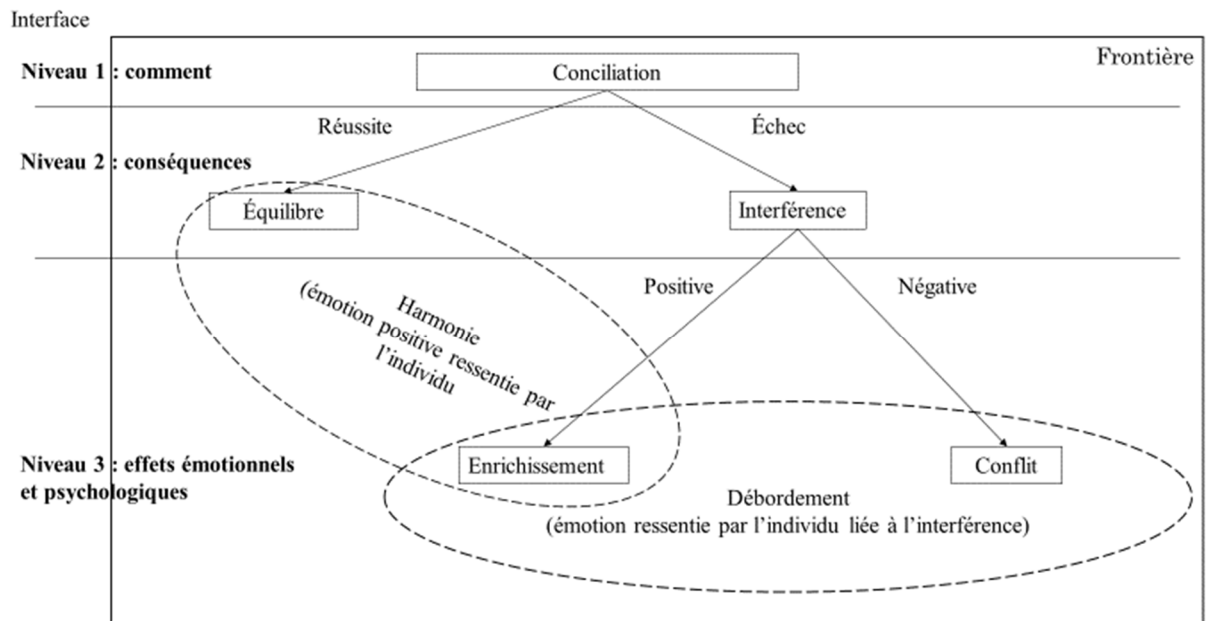 Interface
Frontière
Niveau 1 : comment
Conciliation
Réussite
Échec
Niveau 2 : conséquences
Équilibre
Interférence
Positive
Négative
Harmonie
(émotion positive ressentie par
l’individu
Niveau 3 : effets émotionnels
et psychologiques
Enrichissement
Conflit
Débordement
(émotion ressentie par l’individu liée à l’interférence)